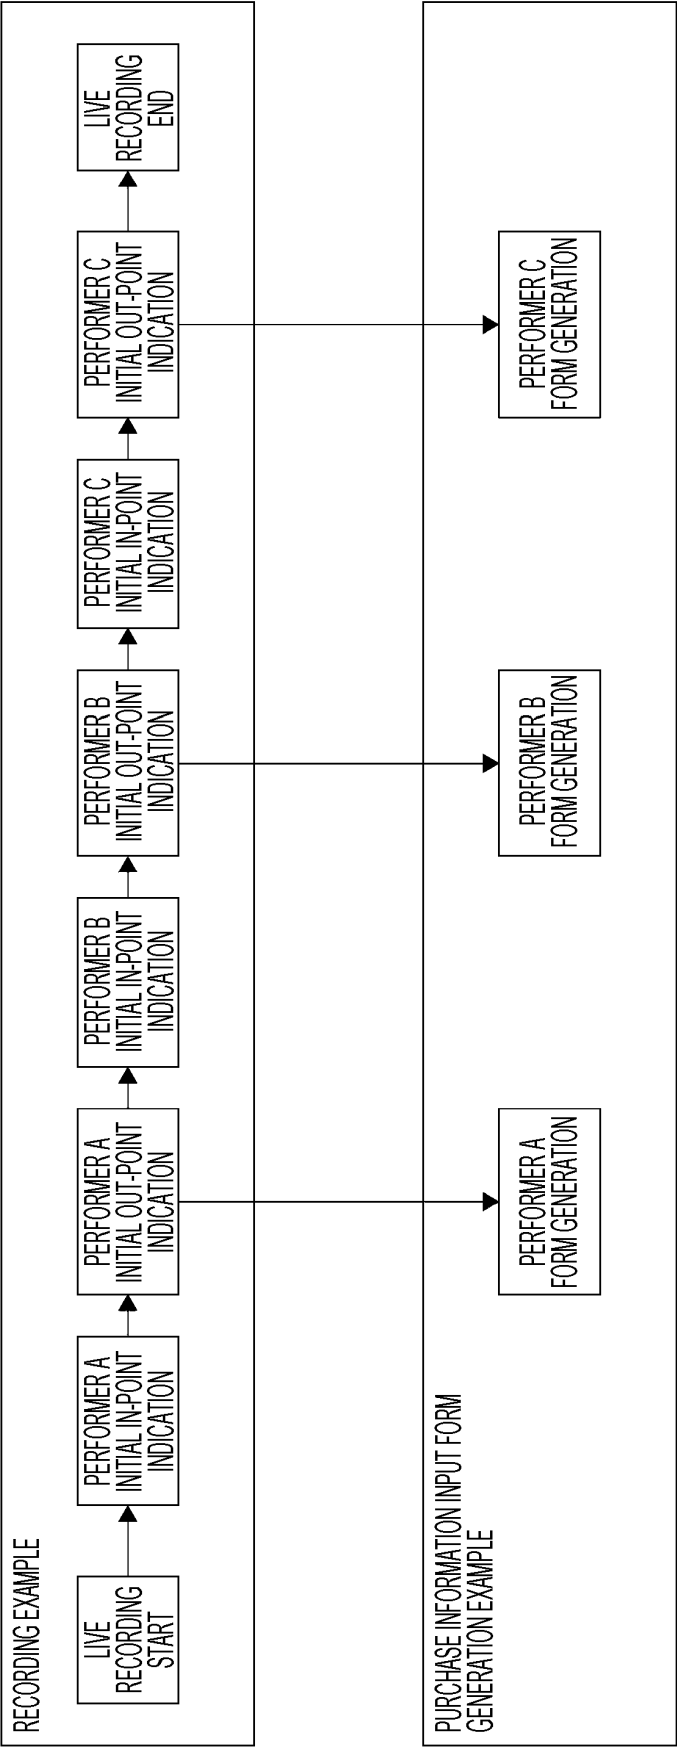 RECORDING EXAMPLE
LIVE
RECORDING
START
PERFORMER A
INITIAL IN-POINT
INDICATION
PERFORMER A
INITIAL OUT-POINT
INDICATION
PERFORMER B
INITIAL IN-POINT
INDICATION
PERFORMER B
INITIAL OUT-POINT
INDICATION
PERFORMER C
INITIAL IN-POINT
INDICATION
PERFORMER C
INITIAL OUT-POINT
INDICATION
LIVE
RECORDING
END
PURCHASE INFORMATION INPUT FORM
GENERATION EXAMPLE
PERFORMER A
FORM GENERATION
PERFORMER B
FORM GENERATION
PERFORMER C
FORM GENERATION